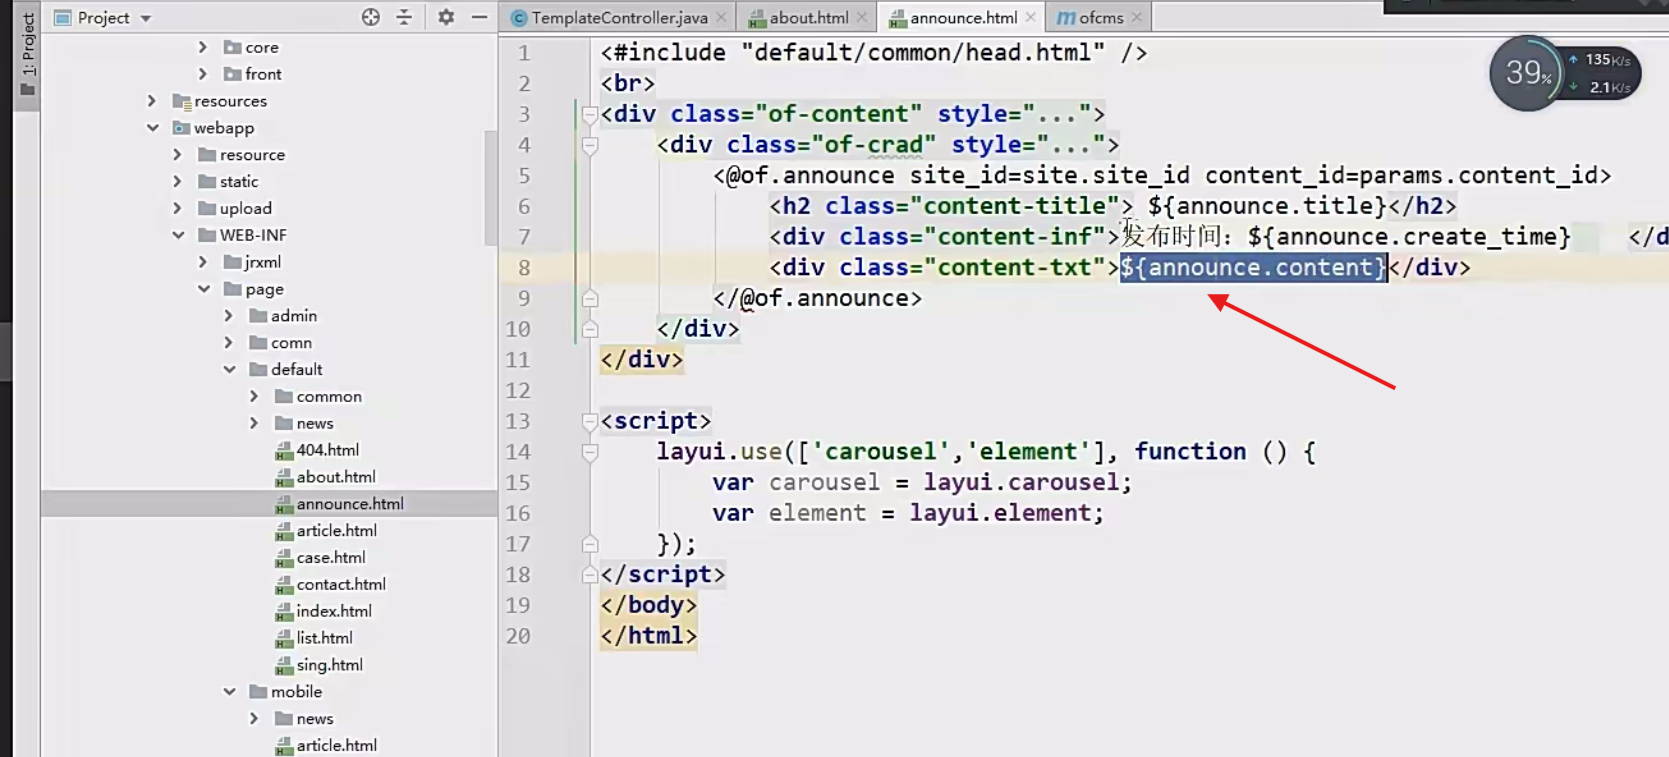 1: Project
Project
TemplateController.java
about.html
announce.html
ofcms
core
front
resources
webapp
resource
static
upload
WEB-INF
jrxml
page
admin
comn
default
common
news
404.html
about.html
announce.html
article.html
case.html
contact.html
index.html
list.html
sing.html
mobile
news
article.html
1 <#include "default/common/head.html" />
2 <br>
3 <div class="of-content" style="...">
4 <div class="of-crad" style="...">
5 <@of.announce site_id=site.site_id content_id=params.content_id>
6 <h2 class="content-title"> ${announce.title}</h2>
7 <div class="content-inf">发布时间：${announce.create_time} </d
8 <div class="content-txt">${announce.content}</div>
9 </@of.announce>
10 </div>
11 </div>
12
13 <script>
14 layui.use(['carousel','element'], function () {
15 var carousel = layui.carousel;
16 var element = layui.element;
17 });
18 </script>
19 </body>
20 </html>
39%
135K/s
2.1K/s